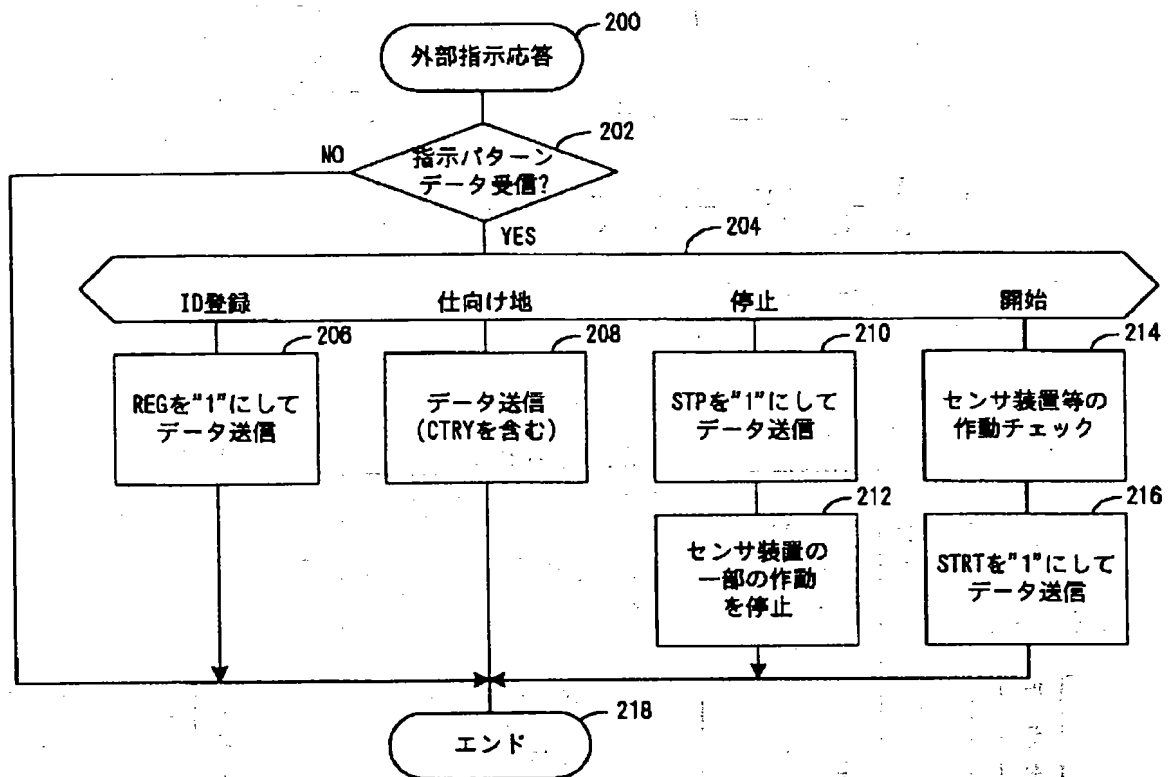 200
外部指示応答
202
NO
指示パターン
データ受信?
YES
204
ID登録
仕向け地
停止
開始
206
208
210
214
REGを"1"にして
データ送信
データ送信
(CTRYを含む)
STPを"1"にして
データ送信
センサ装置等の
作動チェック
212
216
センサ装置の
一部の作動
を停止
STRTを"1"にして
データ送信
218
エンド